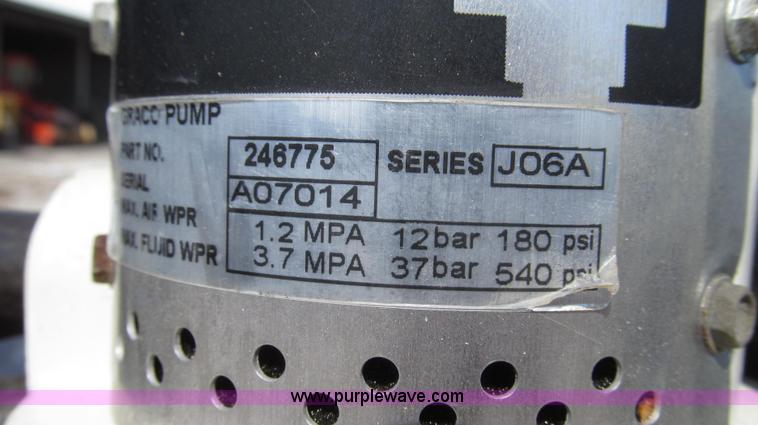 GRACO PUMP
PART NO. 246775 SERIES J06A
SERIAL A07014
MAX. AIR WPR 1.2 MPA 12bar 180 psi
MAX. FLUID WPR 3.7 MPA 37bar 540 psi
www.purplewave.com